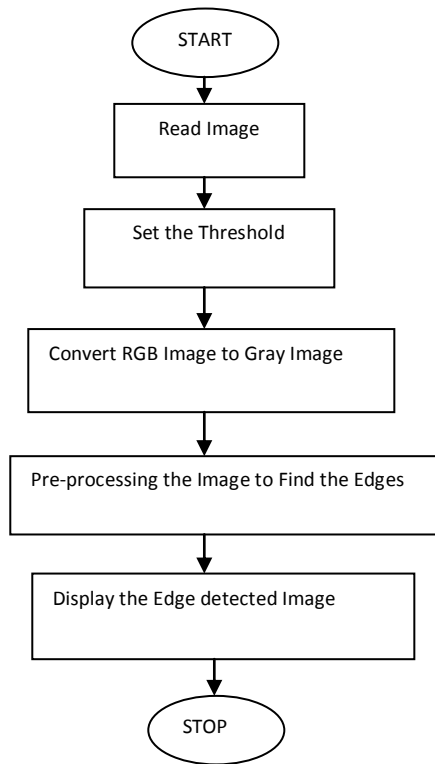 START
Read Image
Set the Threshold
Convert RGB Image to Gray Image
Pre-processing the Image to Find the Edges
Display the Edge detected Image
STOP